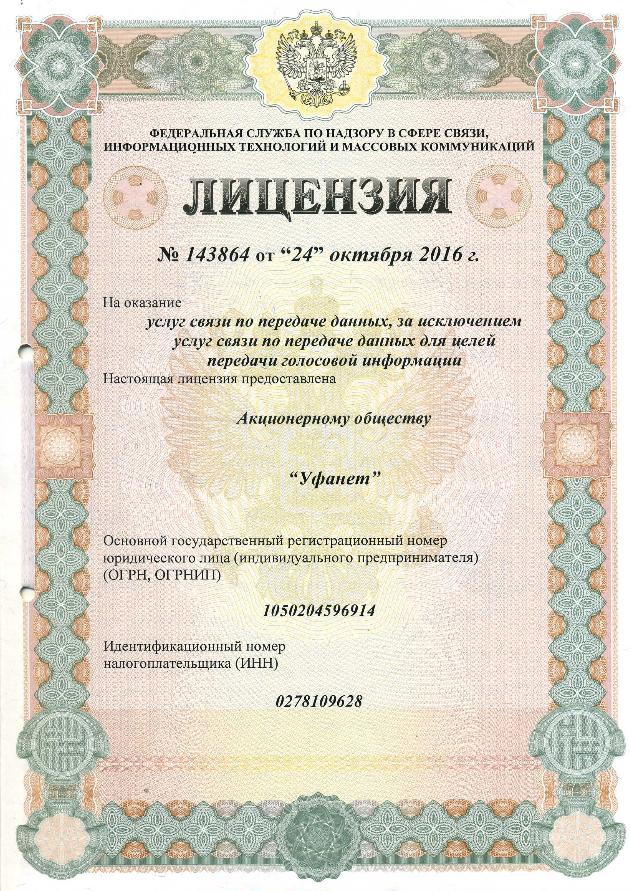 ФЕДЕРАЛЬНАЯ СЛУЖБА ПО НАДЗОРУ В СФЕРЕ СВЯЗИ,
ИНФОРМАЦИОННЫХ ТЕХНОЛОГИЙ И МАССОВЫХ КОММУНИКАЦИЙ
ЛИЦЕНЗИЯ
№ 143864 от “24” октября 2016 г.
На оказание
услуг связи по передаче данных, за исключением
услуг связи по передаче данных для целей
передачи голосовой информации
Настоящая лицензия предоставлена
Акционерному обществу
“Уфанет”
Основной государственный регистрационный номер
юридического лица (индивидуального предпринимателя)
(ОГРН, ОГРНИП)
1050204596914
Идентификационный номер
налогоплательщика (ИНН)
0278109628